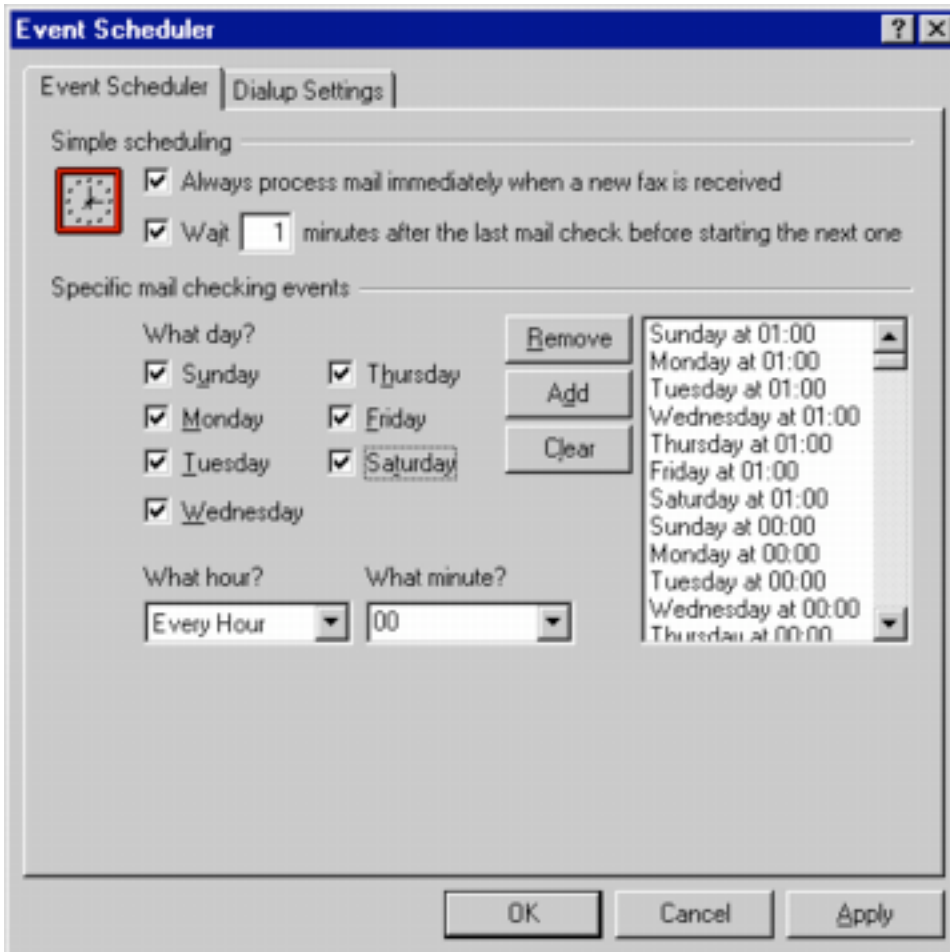 Event Scheduler
Event Scheduler
Dialup Settings
Simple scheduling
Always process mail immediately when a new fax is received
Wait 1 minutes after the last mail check before starting the next one
Specific mail checking events
What day?
Sunday
Monday
Tuesday
Wednesday
Thursday
Friday
Saturday
What hour?
Every Hour
What minute?
00
Remove
Add
Clear
Sunday at 01:00
Monday at 01:00
Tuesday at 01:00
Wednesday at 01:00
Thursday at 01:00
Friday at 01:00
Saturday at 01:00
Sunday at 00:00
Monday at 00:00
Tuesday at 00:00
Wednesday at 00:00
Thursday at 00:00
OK
Cancel
Apply